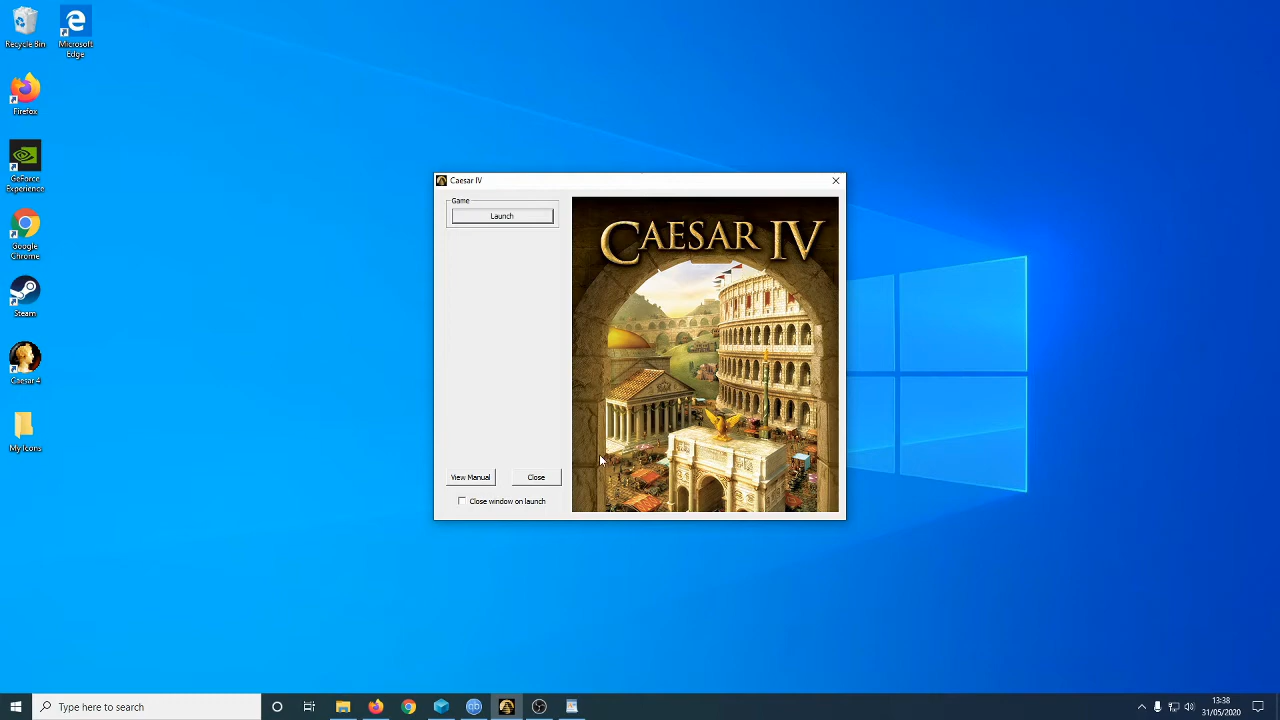 Recycle Bin
Microsoft
Edge
Firefox
GeForce
Experience
Google
Chrome
Steam
Caesar 4
My Icons
Caesar IV
Game
Launch
CAESAR IV
View Manual
Close
Close window on launch
Type here to search
qb
13:38
31/05/2020